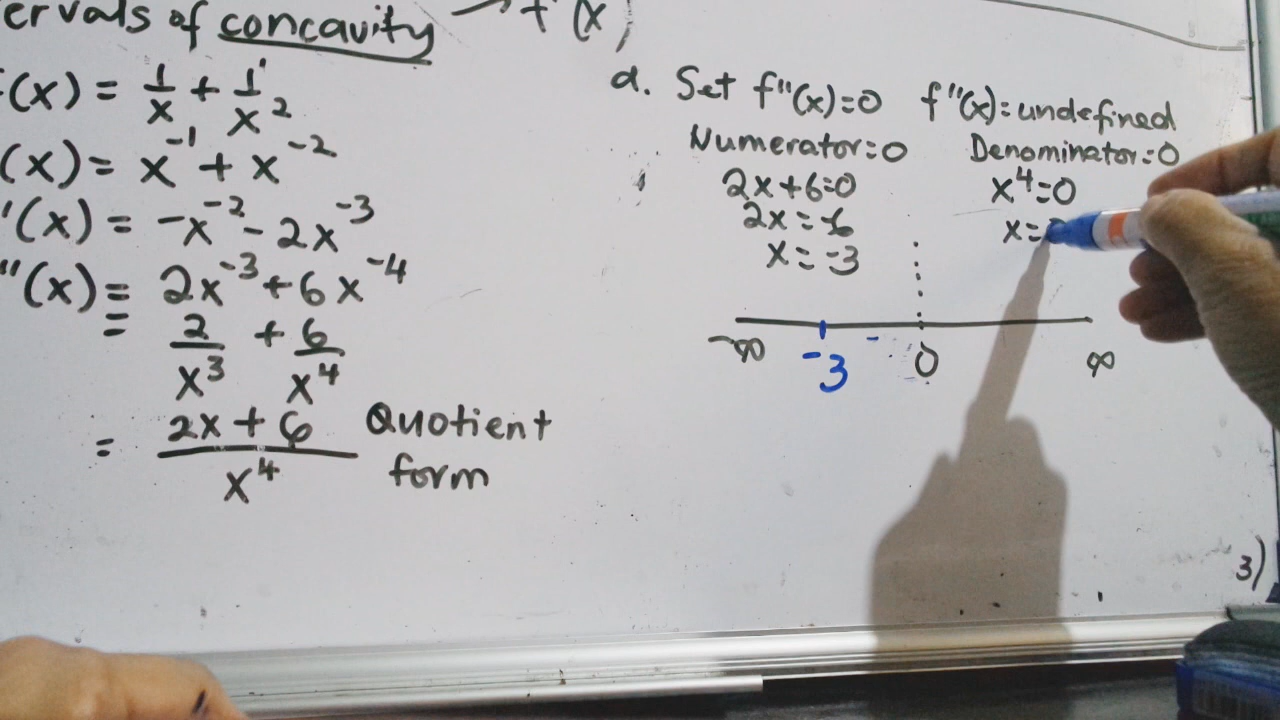 ervals of concavity → f"(x)
f(x) = 1/x + 1/x²
(x) = x⁻¹ + x⁻²
'(x) = -x⁻² - 2x⁻³
"(x) = 2x⁻³ + 6x⁻⁴
= 2/x³ + 6/x⁴
= (2x + 6)/x⁴ Quotient form
a. Set f"(x)=0 f"(x)=undefined
Numerator=0 Denominator=0
2x+6=0 x⁴=0
2x=-6 x=
x=-3
-∞ -3 0 ∞
3)